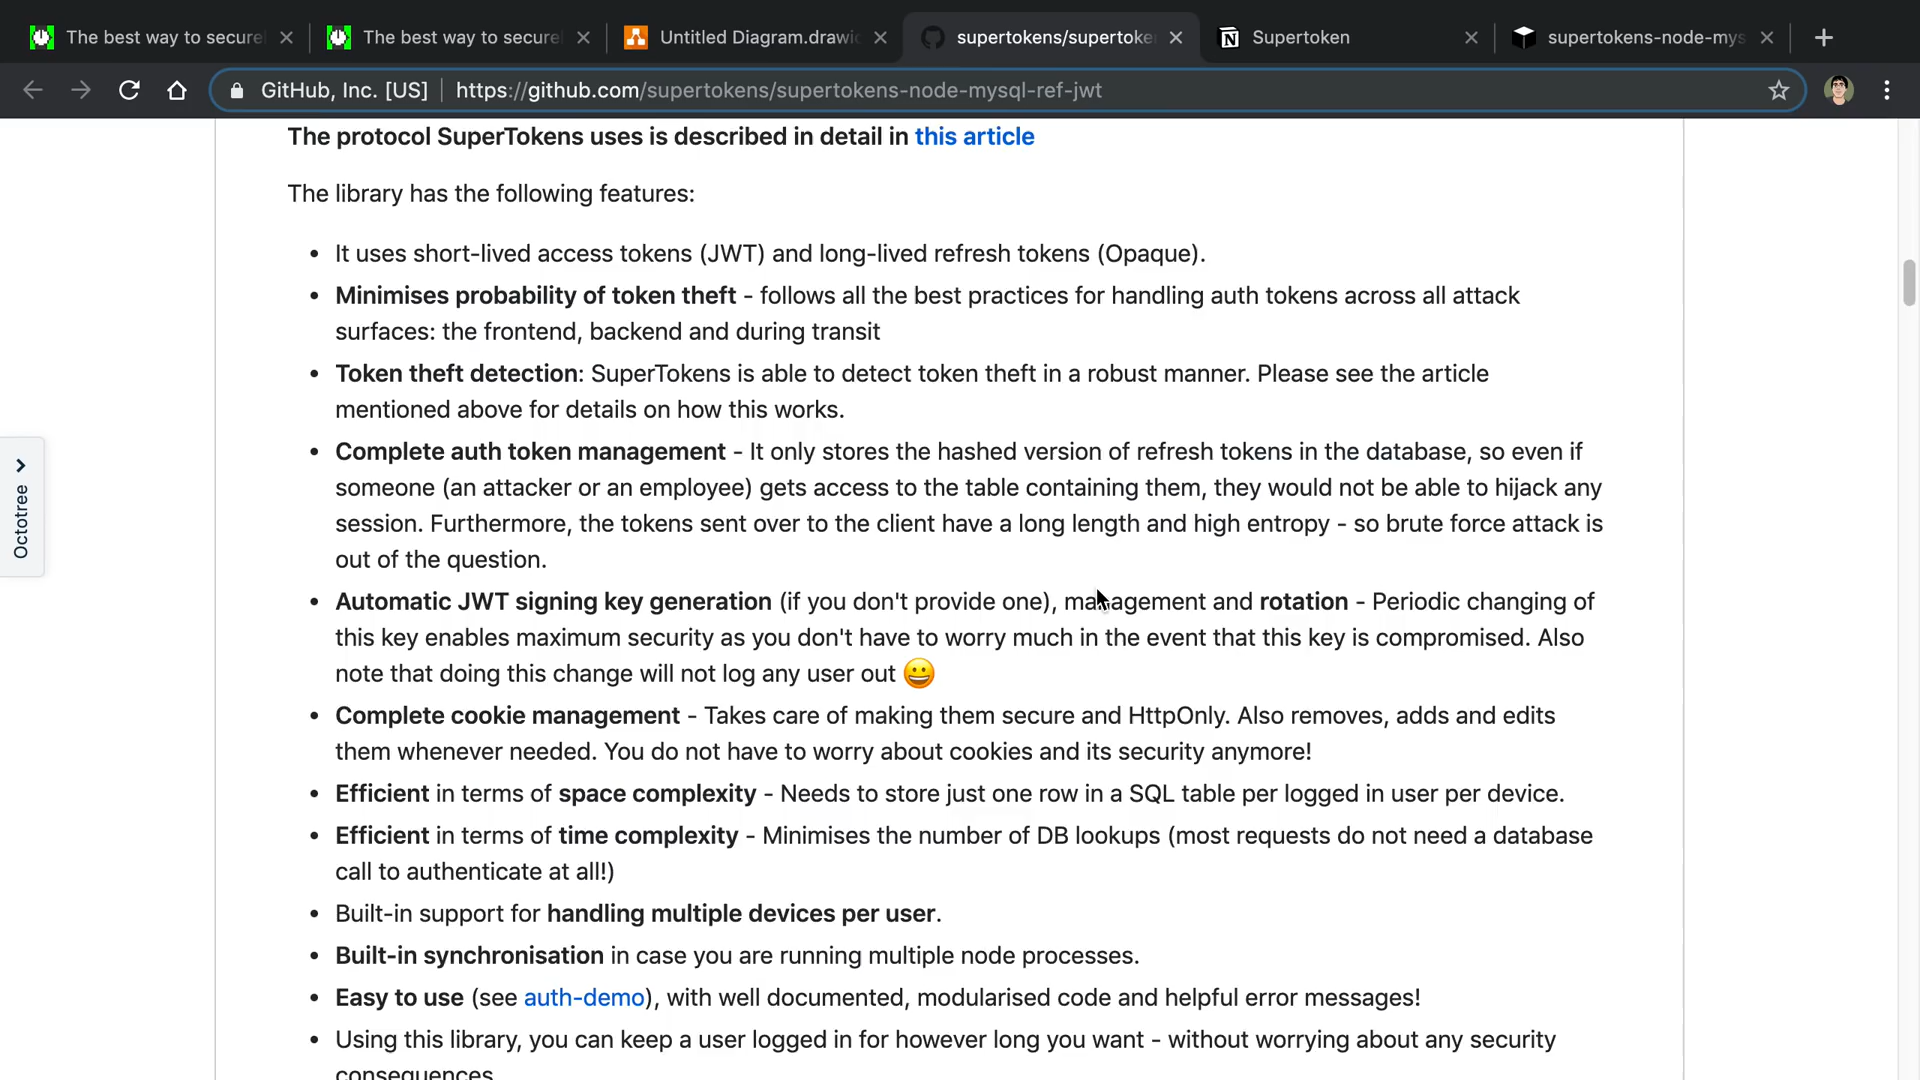 The best way to secure
The best way to secure
Untitled Diagram.drawio
supertokens/supertoke
Supertoken
supertokens-node-mys
GitHub, Inc. [US]
https://github.com/supertokens/supertokens-node-mysql-ref-jwt
The protocol SuperTokens uses is described in detail in this article
The library has the following features:
• It uses short-lived access tokens (JWT) and long-lived refresh tokens (Opaque).
• Minimises probability of token theft - follows all the best practices for handling auth tokens across all attack
surfaces: the frontend, backend and during transit
• Token theft detection: SuperTokens is able to detect token theft in a robust manner. Please see the article
mentioned above for details on how this works.
• Complete auth token management - It only stores the hashed version of refresh tokens in the database, so even if
someone (an attacker or an employee) gets access to the table containing them, they would not be able to hijack any
session. Furthermore, the tokens sent over to the client have a long length and high entropy - so brute force attack is
out of the question.
• Automatic JWT signing key generation (if you don't provide one), management and rotation - Periodic changing of
this key enables maximum security as you don't have to worry much in the event that this key is compromised. Also
note that doing this change will not log any user out 😀
• Complete cookie management - Takes care of making them secure and HttpOnly. Also removes, adds and edits
them whenever needed. You do not have to worry about cookies and its security anymore!
• Efficient in terms of space complexity - Needs to store just one row in a SQL table per logged in user per device.
• Efficient in terms of time complexity - Minimises the number of DB lookups (most requests do not need a database
call to authenticate at all!)
• Built-in support for handling multiple devices per user.
• Built-in synchronisation in case you are running multiple node processes.
• Easy to use (see auth-demo), with well documented, modularised code and helpful error messages!
• Using this library, you can keep a user logged in for however long you want - without worrying about any security
consequences.
Octotree